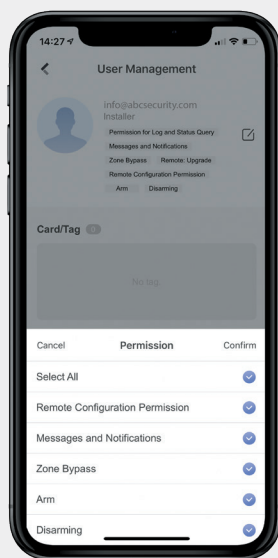 14:27
User Management
info@abcsecurity.com
Installer
Permission for Log and Status Query
Messages and Notifications
Zone Bypass Remote: Upgrade
Remote Configuration Permission
Arm Disarming
Card/Tag 0
No tag.
Cancel Permission Confirm
Select All
Remote Configuration Permission
Messages and Notifications
Zone Bypass
Arm
Disarming